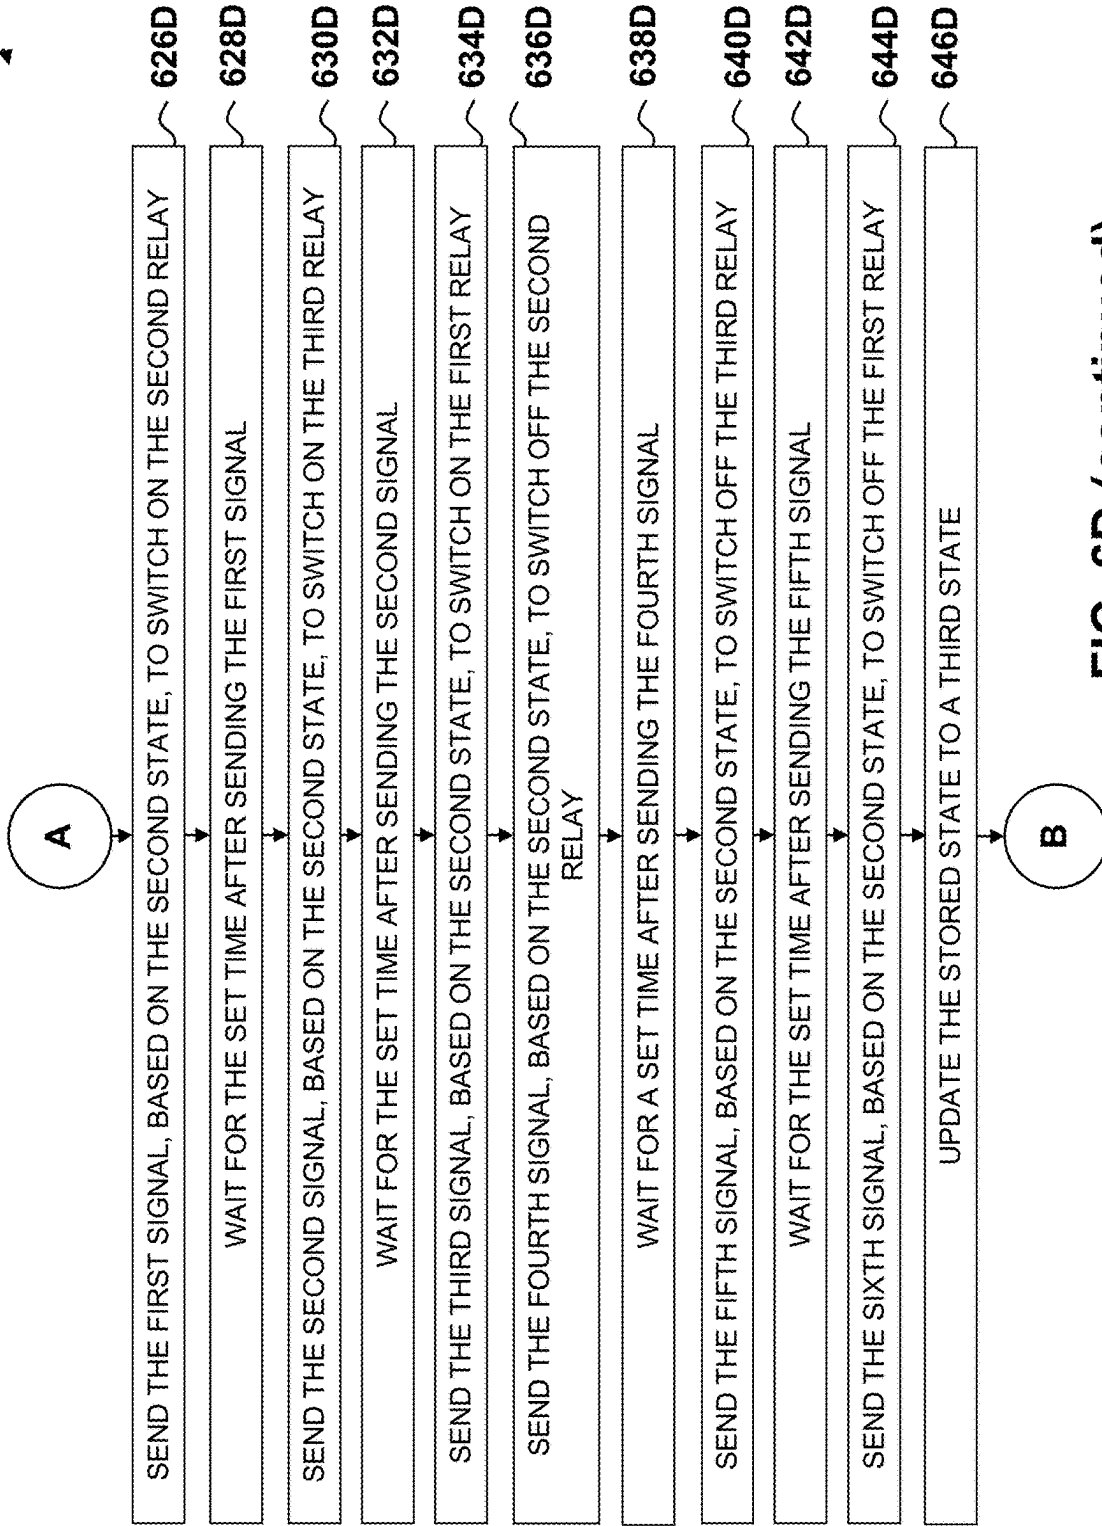 A
SEND THE FIRST SIGNAL, BASED ON THE SECOND STATE, TO SWITCH ON THE SECOND RELAY
626D
WAIT FOR THE SET TIME AFTER SENDING THE FIRST SIGNAL
628D
SEND THE SECOND SIGNAL, BASED ON THE SECOND STATE, TO SWITCH ON THE THIRD RELAY
630D
WAIT FOR THE SET TIME AFTER SENDING THE SECOND SIGNAL
632D
SEND THE THIRD SIGNAL, BASED ON THE SECOND STATE, TO SWITCH ON THE FIRST RELAY
634D
SEND THE FOURTH SIGNAL, BASED ON THE SECOND STATE, TO SWITCH OFF THE SECOND
RELAY
636D
WAIT FOR A SET TIME AFTER SENDING THE FOURTH SIGNAL
638D
SEND THE FIFTH SIGNAL, BASED ON THE SECOND STATE, TO SWITCH OFF THE THIRD RELAY
640D
WAIT FOR THE SET TIME AFTER SENDING THE FIFTH SIGNAL
642D
SEND THE SIXTH SIGNAL, BASED ON THE SECOND STATE, TO SWITCH OFF THE FIRST RELAY
644D
UPDATE THE STORED STATE TO A THIRD STATE
646D
B
FIG. (continued)